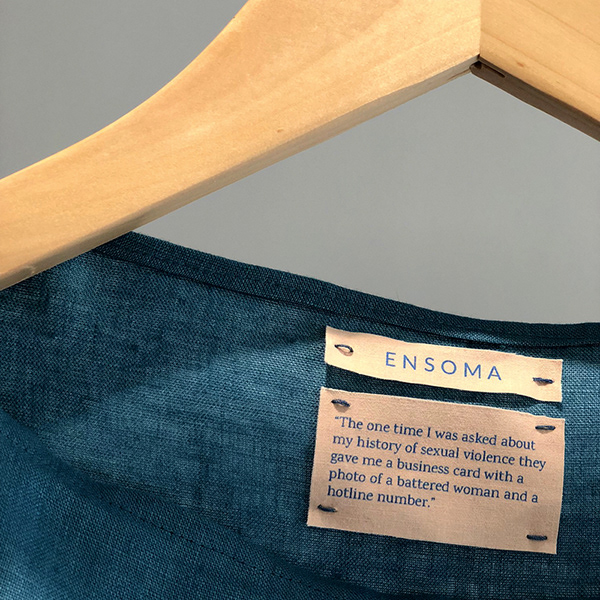 ENSOMA
"The one time I was asked about
my history of sexual violence they
gave me a business card with a
photo of a battered woman and a
hotline number."